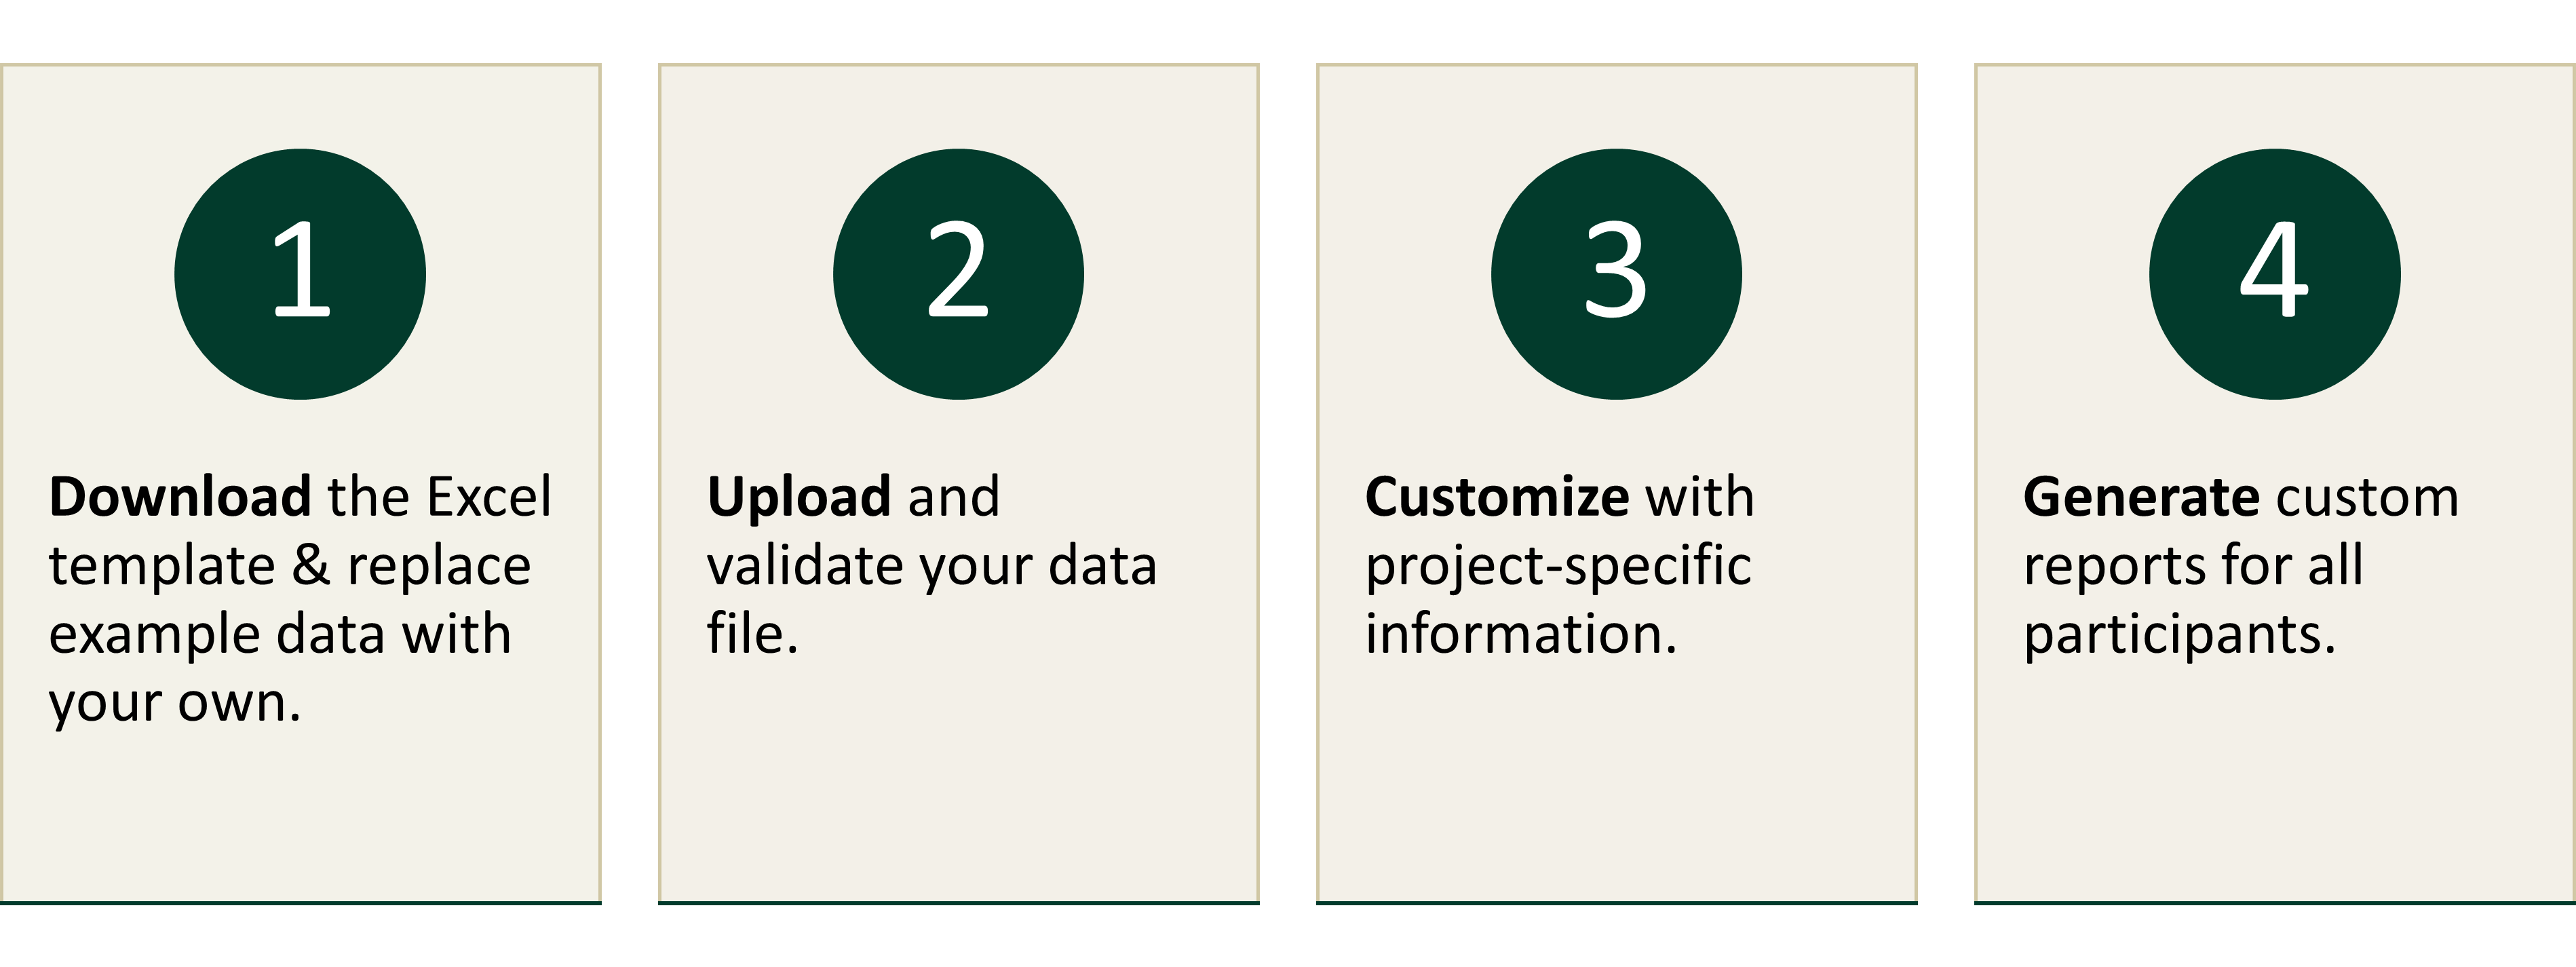 1
Download the Excel
template & replace
example data with
your own.
2
Upload and
validate your data
file.
3
Customize with
project-specific
information.
4
Generate custom
reports for all
participants.